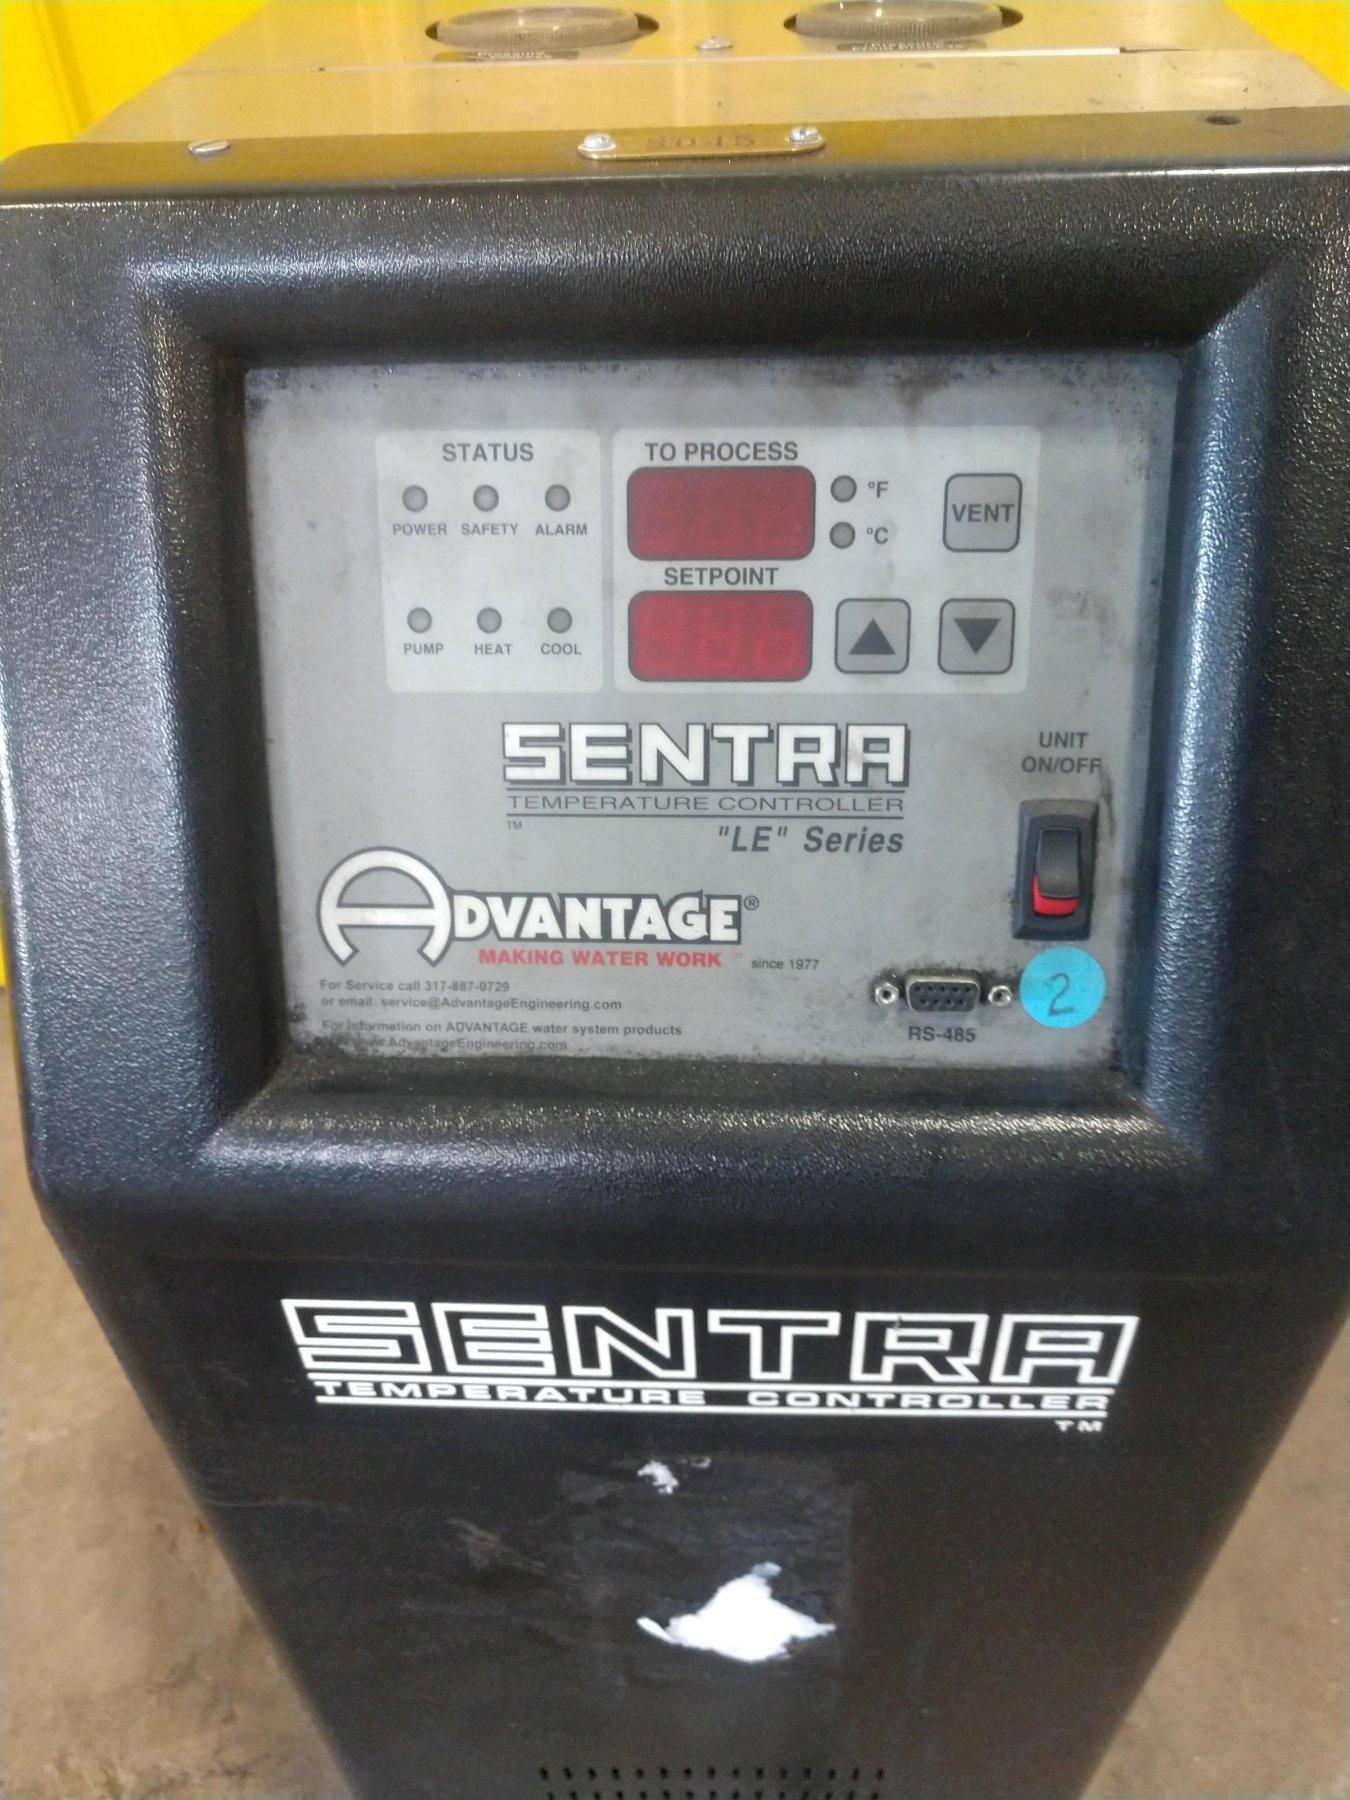 3045
STATUS
POWER SAFETY ALARM
PUMP HEAT COOL
TO PROCESS
°F
°C
VENT
SETPOINT
SENTRA
TEMPERATURE CONTROLLER
TM
"LE" Series
UNIT
ON/OFF
ADVANTAGE®
MAKING WATER WORK
since 1977
For Service call 317-887-0729
or email: service@AdvantageEngineering.com
For Information on ADVANTAGE water system products
www.AdvantageEngineering.com
RS-485
2
SENTRA
TEMPERATURE CONTROLLER
TM